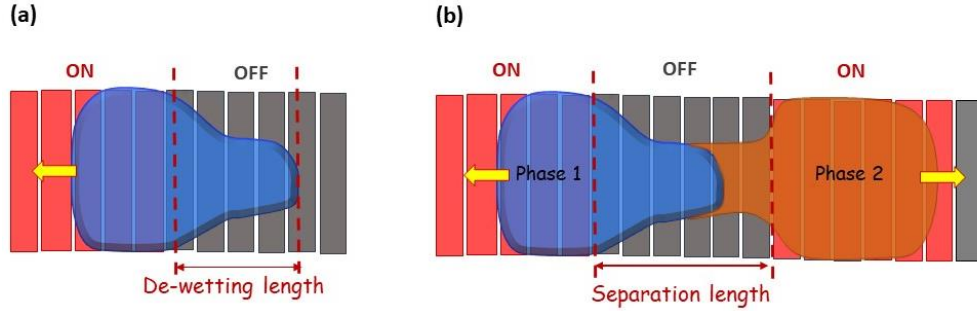 (a)
ON
OFF
De-wetting length
(b)
ON
OFF
ON
Phase 1
Phase 2
Separation length